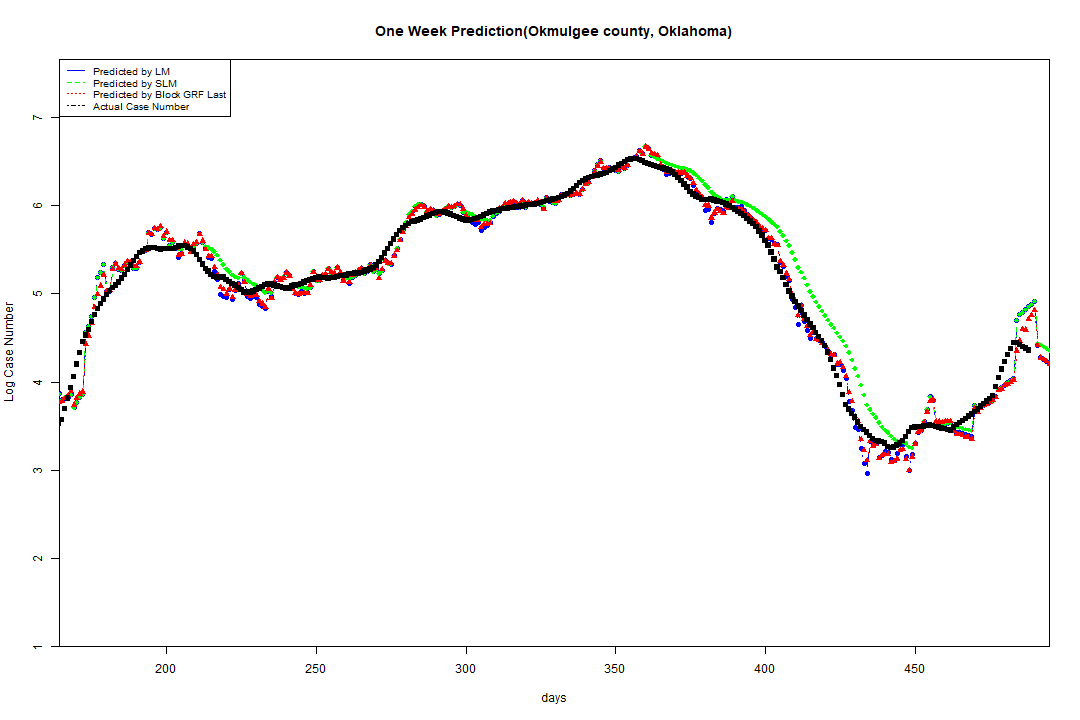 One Week Prediction(Okmulgee county, Oklahoma)
Predicted by LM
Predicted by SLM
Predicted by Block GRF Last
Actual Case Number
7
6
5
4
3
2
1
Log Case Number
200 250 300 350 400 450
days